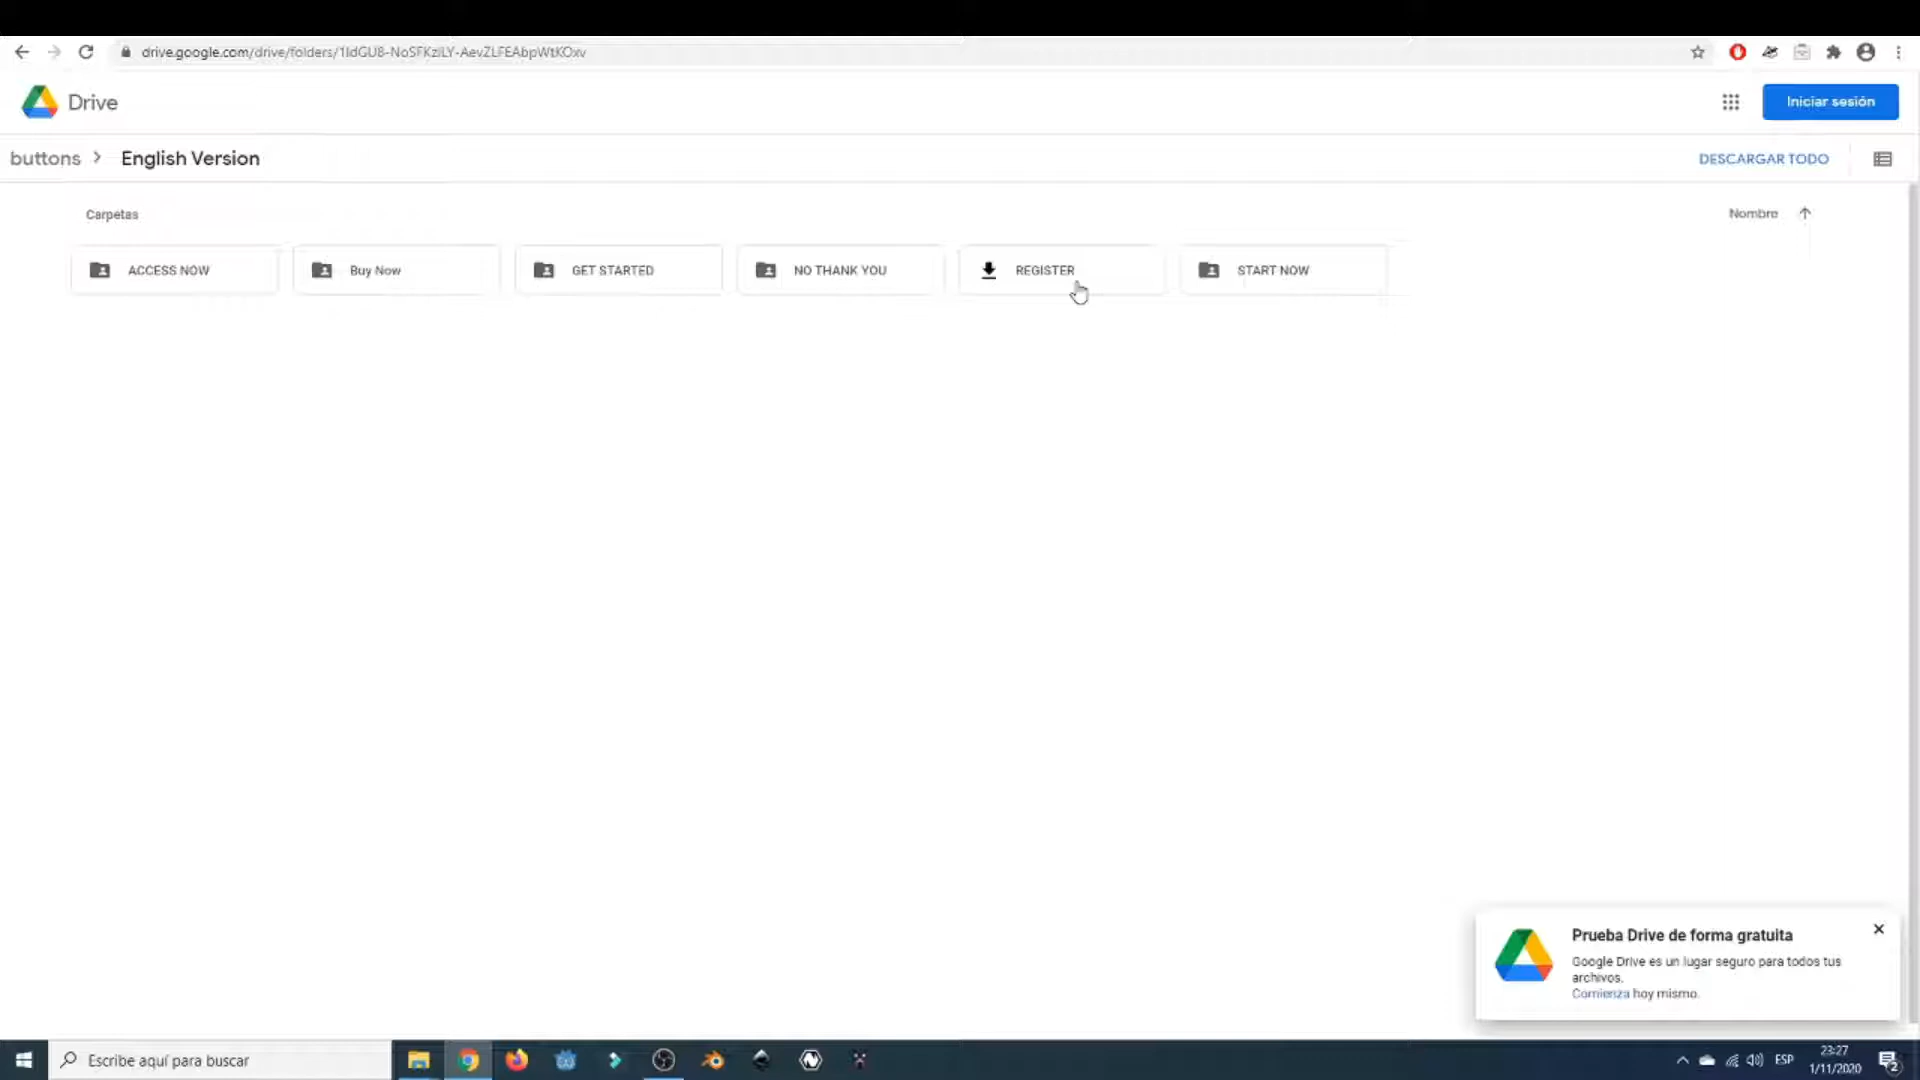 drive.google.com/drive/folders/1IdGU8-NoSFKziLY-AevZLFEAbpWtKOxv
Drive
Iniciar sesión
buttons > English Version
DESCARGAR TODO
Carpetas
Nombre
ACCESS NOW
Buy Now
GET STARTED
NO THANK YOU
REGISTER
START NOW
Prueba Drive de forma gratuita
Google Drive es un lugar seguro para todos tus
archivos.
Comienza hoy mismo.
Escribe aquí para buscar
ESP
23:27
1/11/2020
2